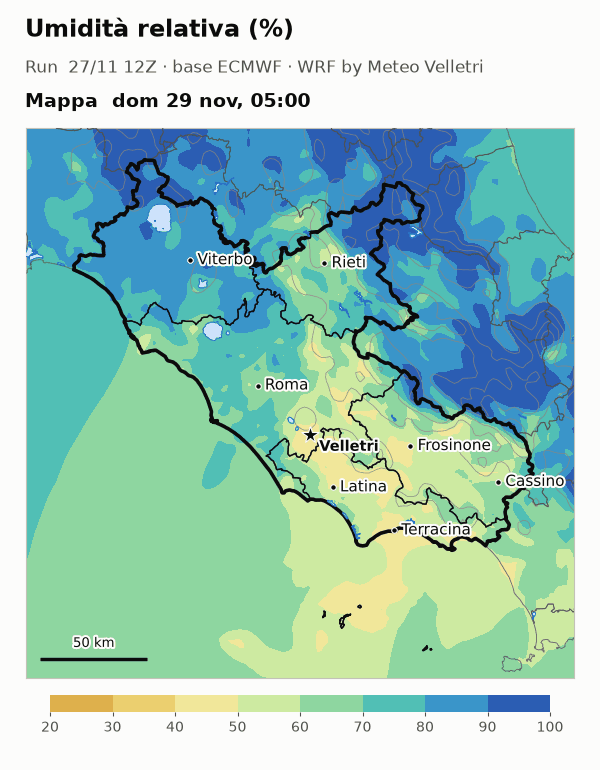 Umidità relativa (%)
Run  27/11 12Z · base ECMWF · WRF by Meteo Velletri
Mappa  dom 29 nov, 05:00
Viterbo
Rieti
Roma
Velletri
Frosinone
Cassino
Latina
Terracina
50 km
20 30 40 50 60 70 80 90 100